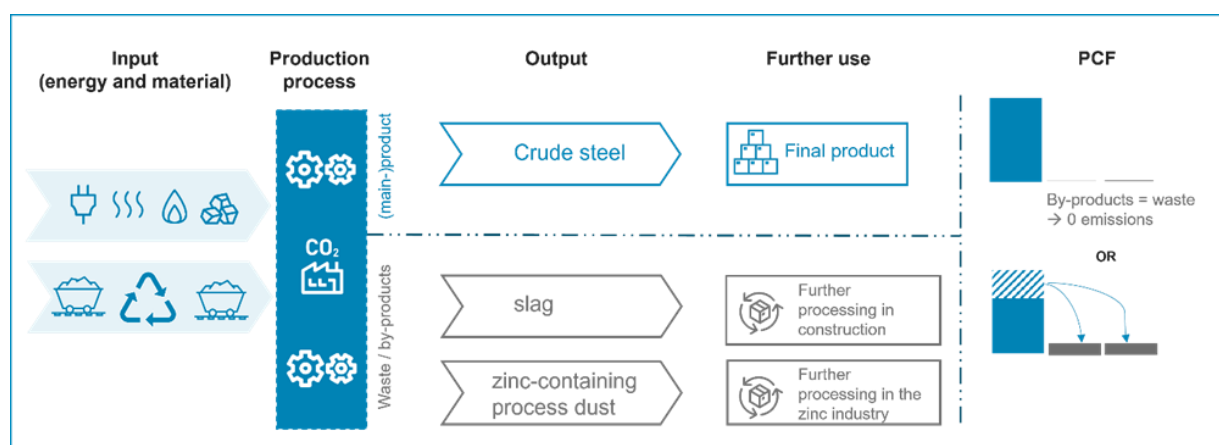 Input
(energy and material)
Production
process
Output
Further use
PCF
(main-)product
Crude steel
Final product
By-products = waste
→ 0 emissions
CO₂
OR
Waste / by-products
slag
Further
processing in
construction
zinc-containing
process dust
Further
processing in the
zinc industry